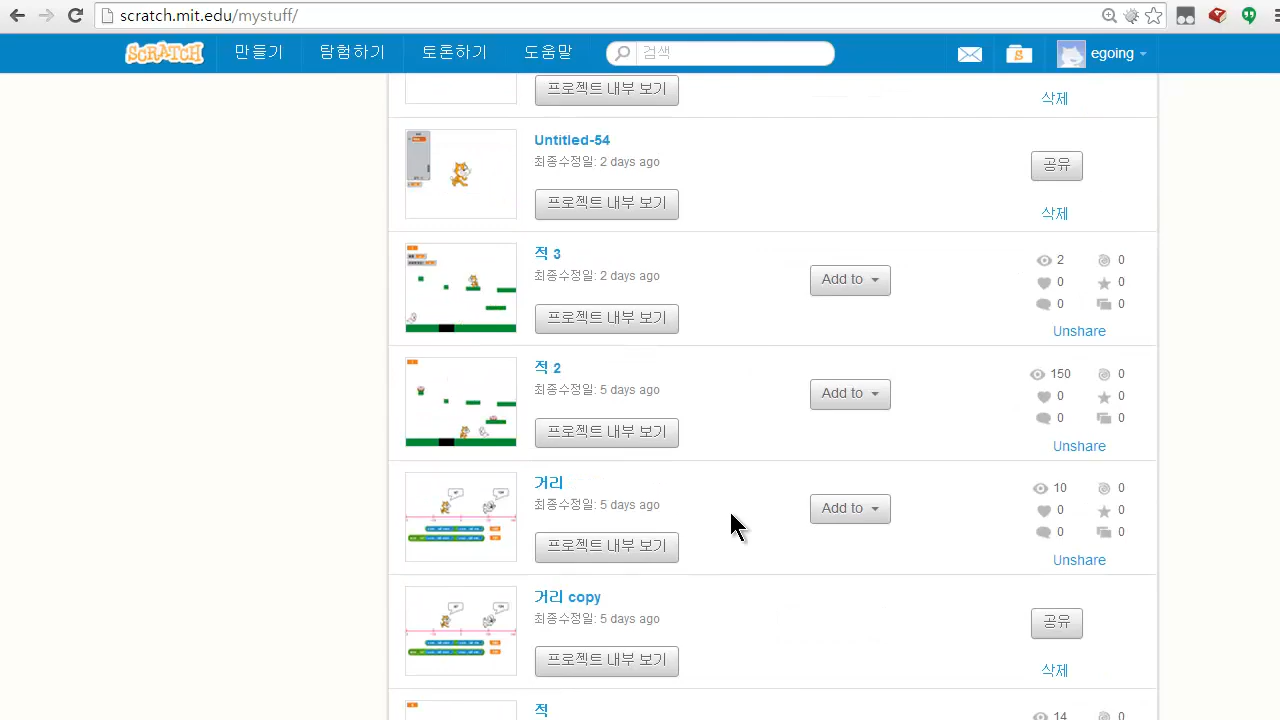 scratch.mit.edu/mystuff/
SCRATCH 만들기 탐험하기 토론하기 도움말 검색 egoing
프로젝트 내부 보기
삭제
Untitled-54
최종수정일: 2 days ago
공유
프로젝트 내부 보기
삭제
적 3
최종수정일: 2 days ago
Add to
2 0
0 0
0 0
프로젝트 내부 보기
Unshare
적 2
최종수정일: 5 days ago
Add to
150 0
0 0
0 0
프로젝트 내부 보기
Unshare
거리
최종수정일: 5 days ago
Add to
10 0
0 0
0 0
프로젝트 내부 보기
Unshare
거리 copy
최종수정일: 5 days ago
공유
프로젝트 내부 보기
삭제
적
14 0